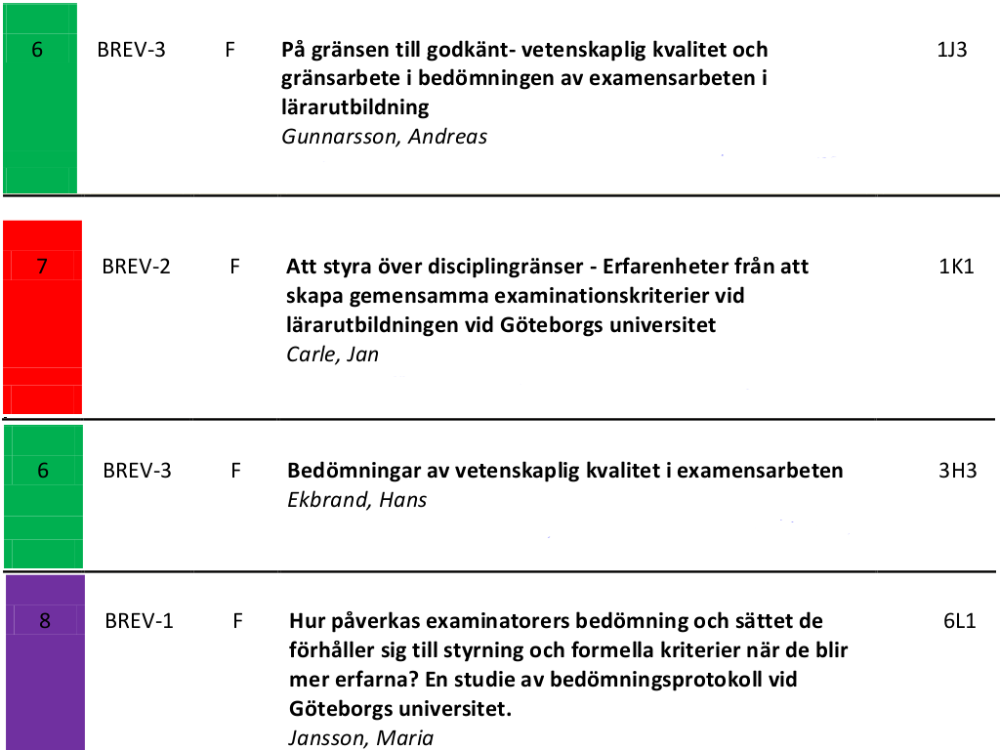 6 BREV-3 F På gränsen till godkänt- vetenskaplig kvalitet och 1J3
gränsarbete i bedömningen av examensarbeten i
lärarutbildning
Gunnarsson, Andreas
7 BREV-2 F Att styra över disciplingränser - Erfarenheter från att 1K1
skapa gemensamma examinationskriterier vid
lärarutbildningen vid Göteborgs universitet
Carle, Jan
6 BREV-3 F Bedömningar av vetenskaplig kvalitet i examensarbeten 3H3
Ekbrand, Hans
8 BREV-1 F Hur påverkas examinatorers bedömning och sättet de 6L1
förhåller sig till styrning och formella kriterier när de blir
mer erfarna? En studie av bedömningsprotokoll vid
Göteborgs universitet.
Jansson, Maria